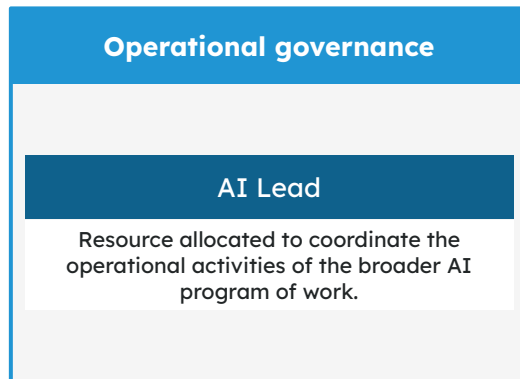 Operational governance
AI Lead
Resource allocated to coordinate the
operational activities of the broader AI
program of work.